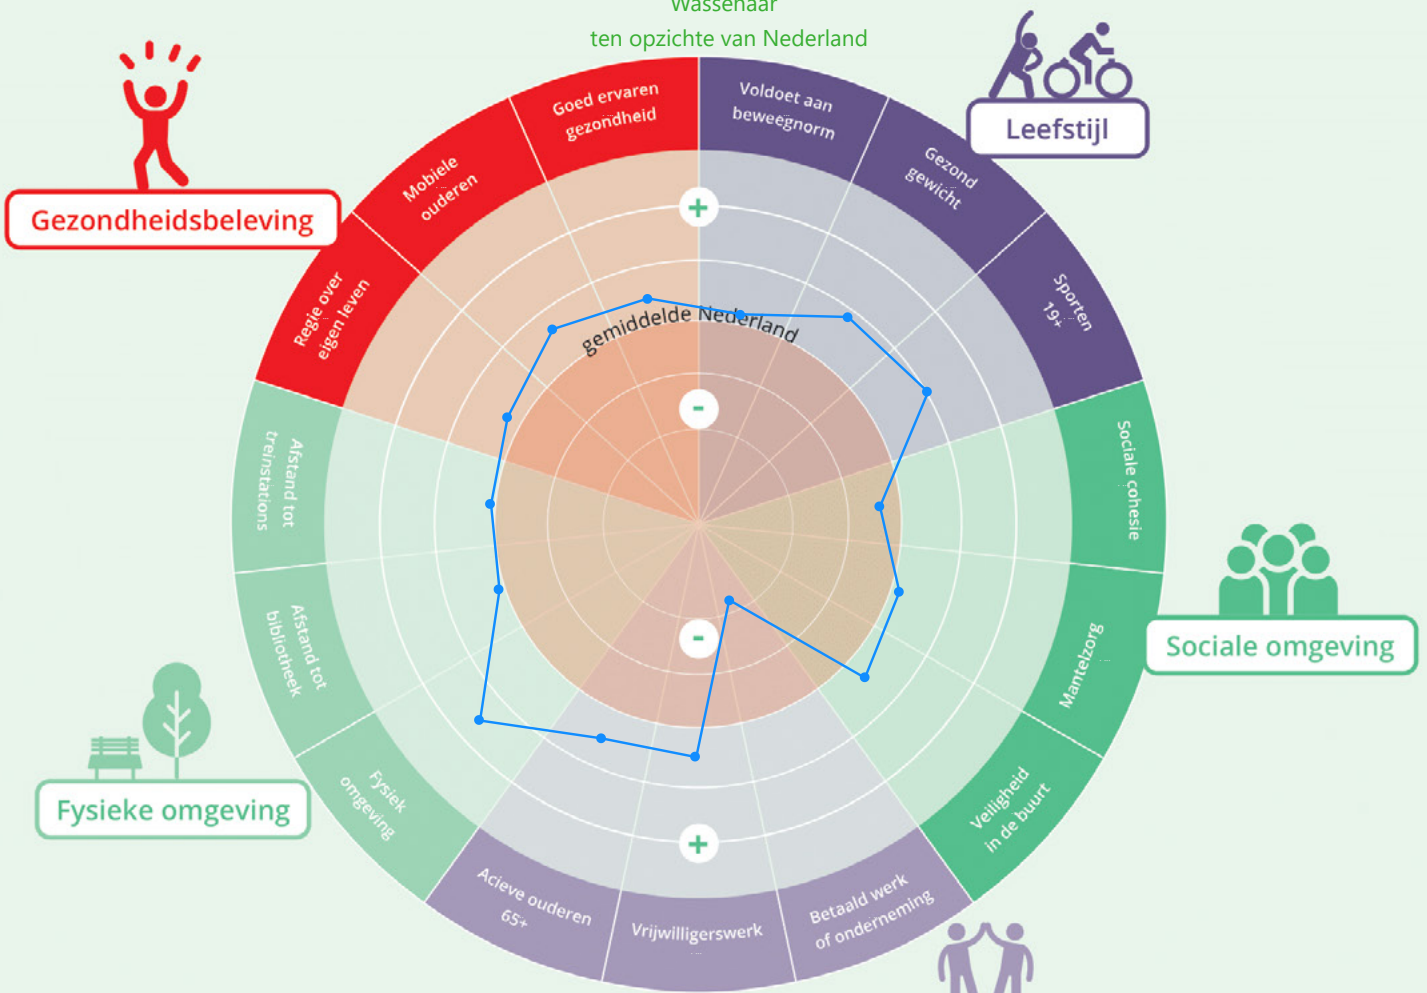 Wassenaar
ten opzichte van Nederland
Goed ervaren
gezondheid
Voldoet aan
beweegnorm
Leefstijl
Mobiele
ouderen
Gezond
gewicht
Gezondheidsbeleving
Regie over
eigen leven
Sporten
19+
+
gemiddelde Nederland
-
Afstand tot
treinstations
Sociale cohesie
Afstand tot
bibliotheek
-
Mantelzorg
Sociale omgeving
Fysieke omgeving
Fysiek
omgeving
Veiligheid
in de buurt
+
Acieve ouderen
65+
Vrijwilligerswerk
Betaald werk
of onderneming